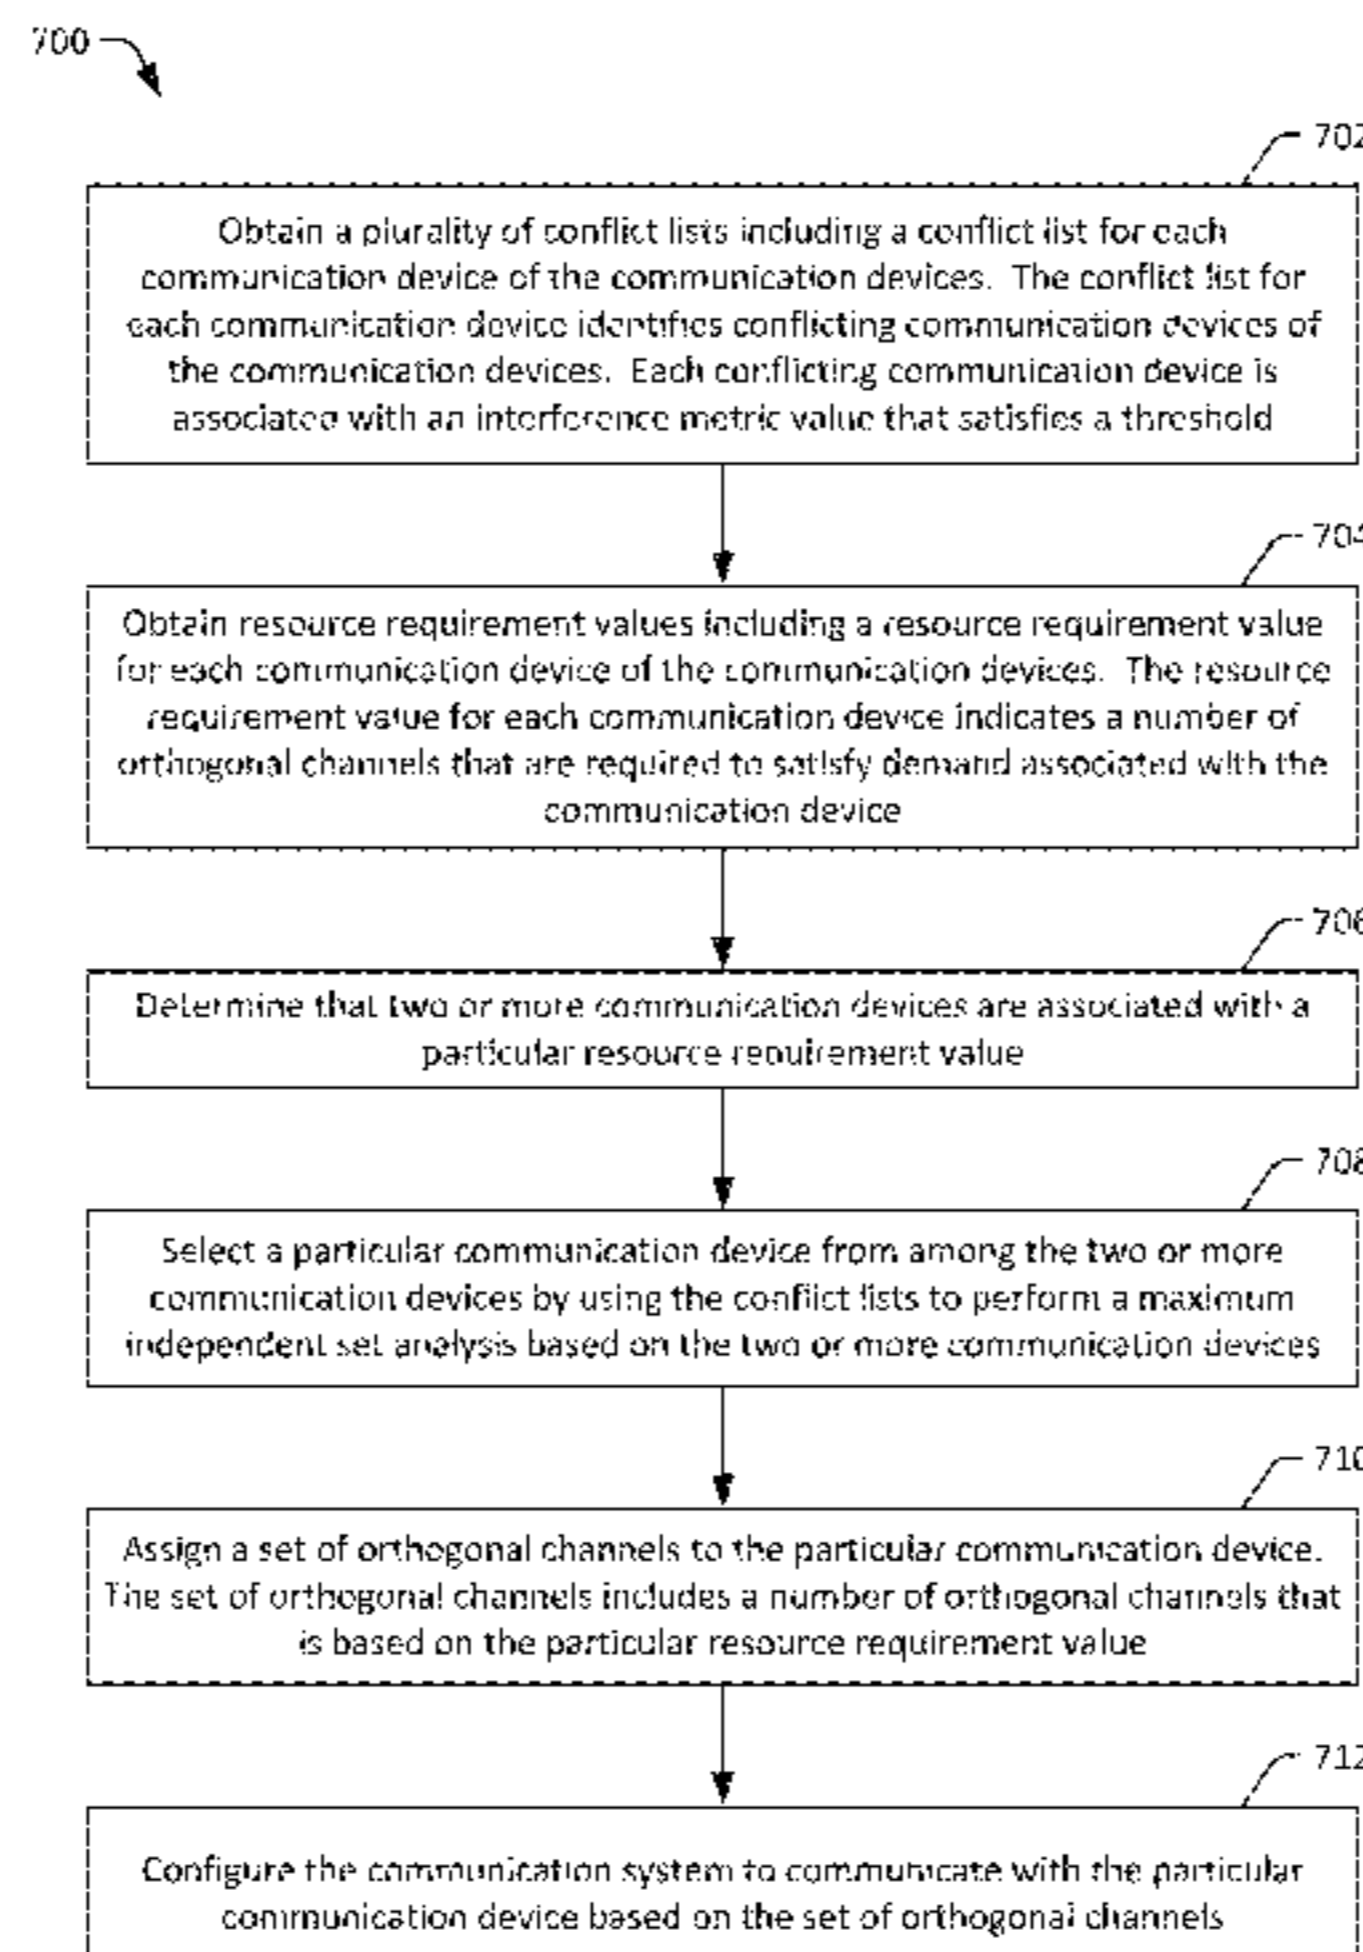 700
702
Obtain a plurality of conflict lists including a conflict list for each
communication device of the communication devices. The conflict list for
each communication device identifies conflicting communication devices of
the communication devices. Each conflicting communication device is
associated with an interference metric value that satisfies a threshold
704
Obtain resource requirement values including a resource requirement value
for each communication device of the communication devices. The resource
requirement value for each communication device indicates a number of
orthogonal channels that are required to satisfy demand associated with the
communication device
706
Determine that two or more communication devices are associated with a
particular resource requirement value
708
Select a particular communication device from among the two or more
communication devices by using the conflict lists to perform a maximum
independent set analysis based on the two or more communication devices
710
Assign a set of orthogonal channels to the particular communication device.
The set of orthogonal channels includes a number of orthogonal channels that
is based on the particular resource requirement value
712
Configure the communication system to communicate with the particular
communication device based on the set of orthogonal channels